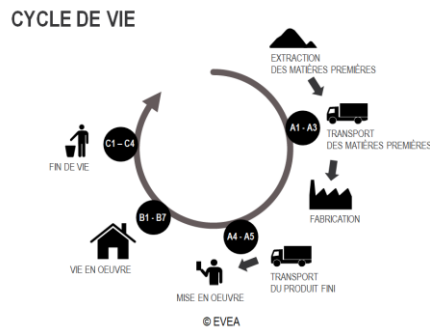 CYCLE DE VIE
EXTRACTION
DES MATIÈRES PREMIÈRES
A1 - A3
TRANSPORT
DES MATIÈRES PREMIÈRES
FABRICATION
A4 - A5
TRANSPORT
DU PRODUIT FINI
MISE EN OEUVRE
B1 - B7
VIE EN OEUVRE
C1 – C4
FIN DE VIE
© EVEA